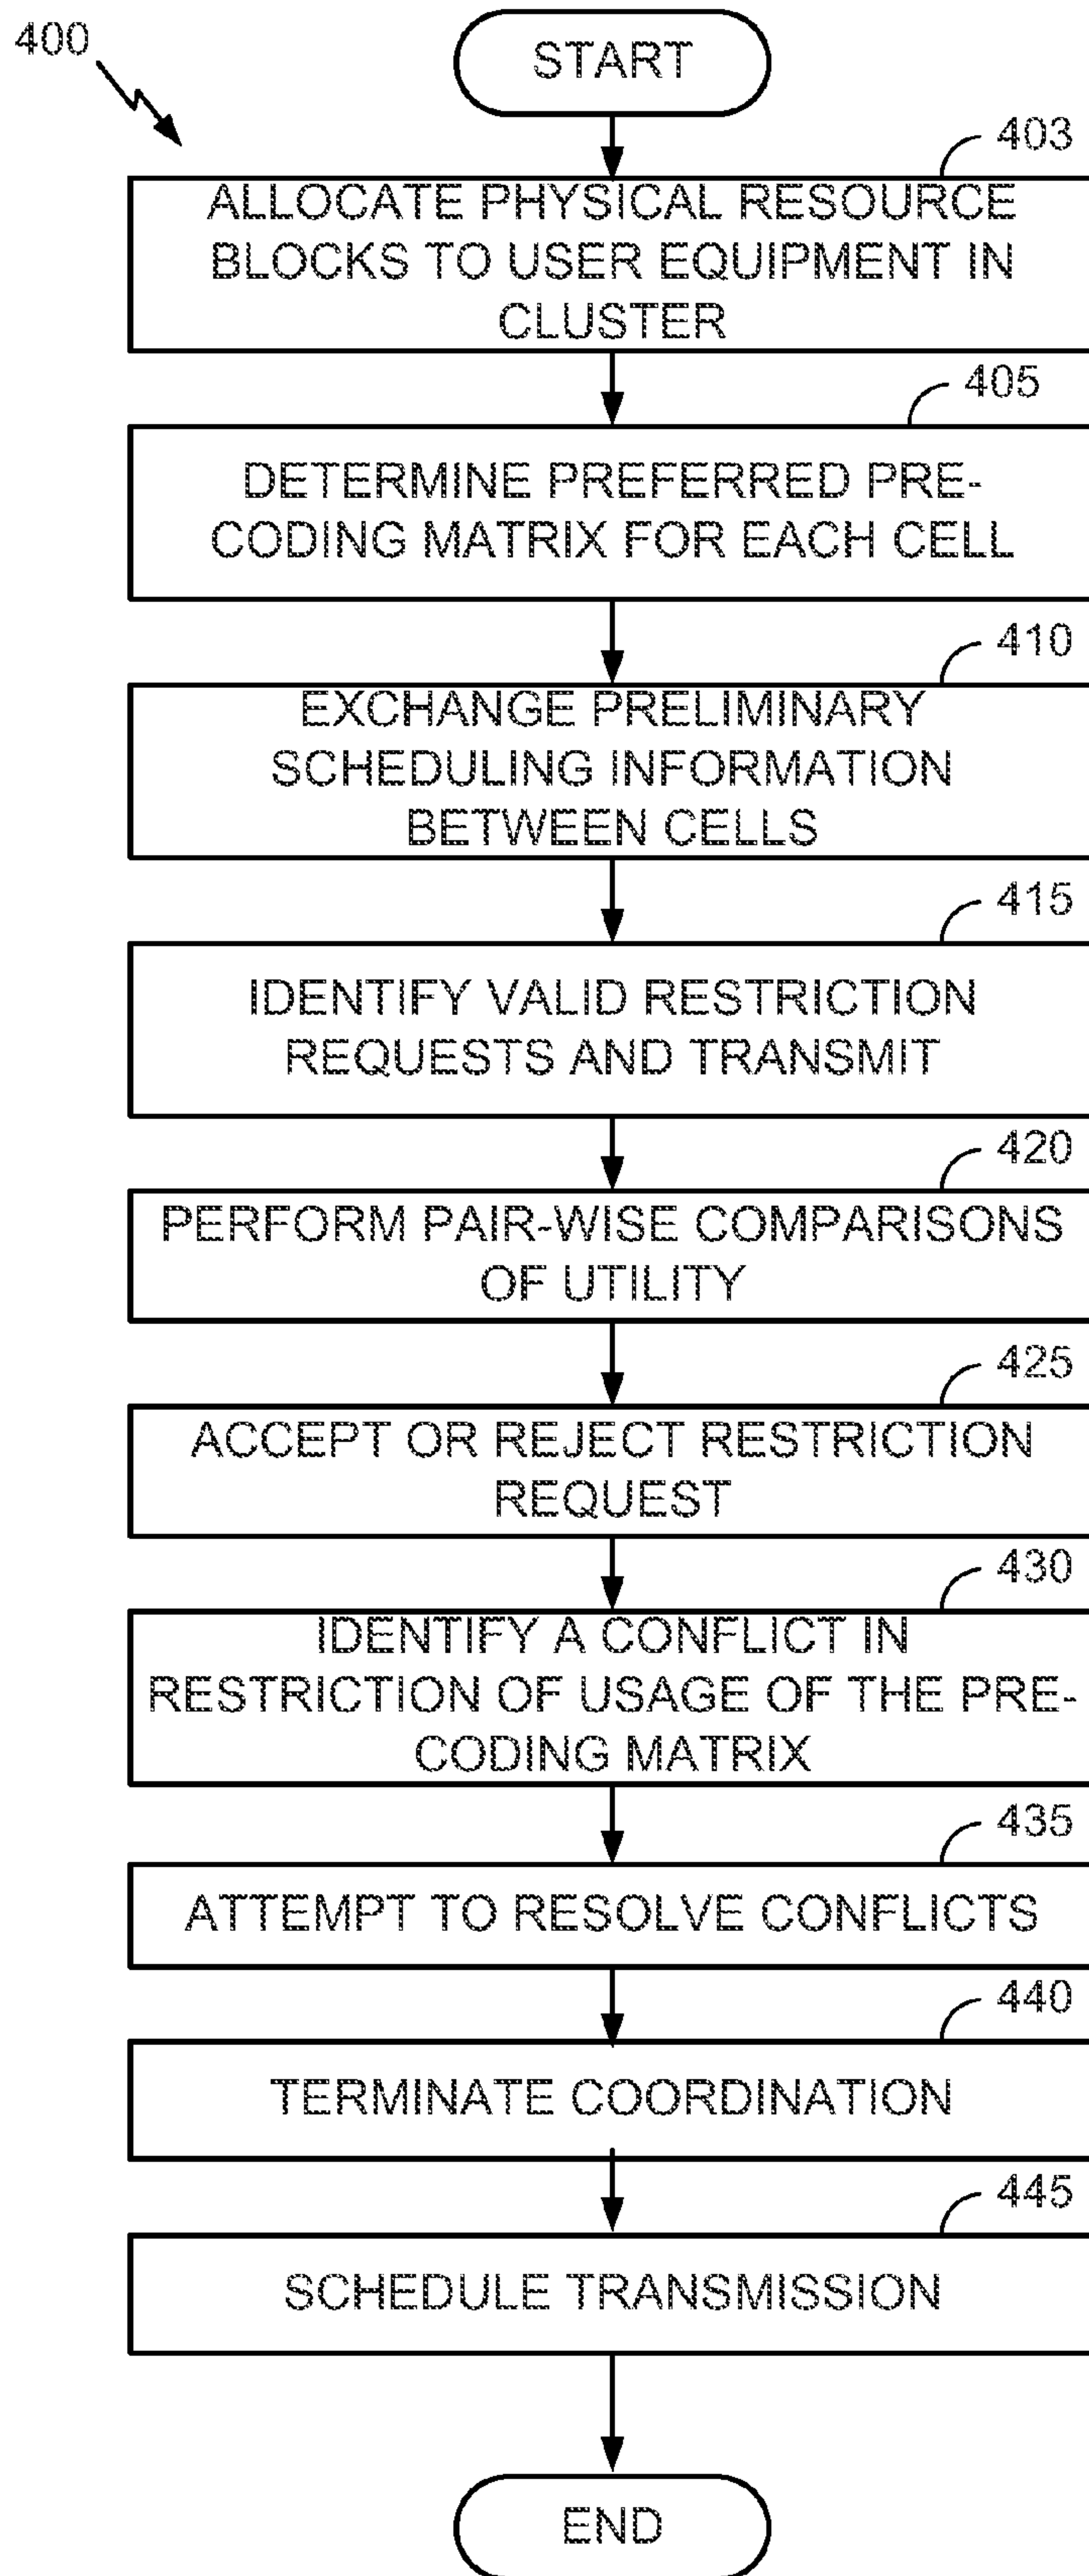 400
START
403
ALLOCATE PHYSICAL RESOURCE
BLOCKS TO USER EQUIPMENT IN
CLUSTER
405
DETERMINE PREFERRED PRE-
CODING MATRIX FOR EACH CELL
410
EXCHANGE PRELIMINARY
SCHEDULING INFORMATION
BETWEEN CELLS
415
IDENTIFY VALID RESTRICTION
REQUESTS AND TRANSMIT
420
PERFORM PAIR-WISE COMPARISONS
OF UTILITY
425
ACCEPT OR REJECT RESTRICTION
REQUEST
430
IDENTIFY A CONFLICT IN
RESTRICTION OF USAGE OF THE PRE-
CODING MATRIX
435
ATTEMPT TO RESOLVE CONFLICTS
440
TERMINATE COORDINATION
445
SCHEDULE TRANSMISSION
END